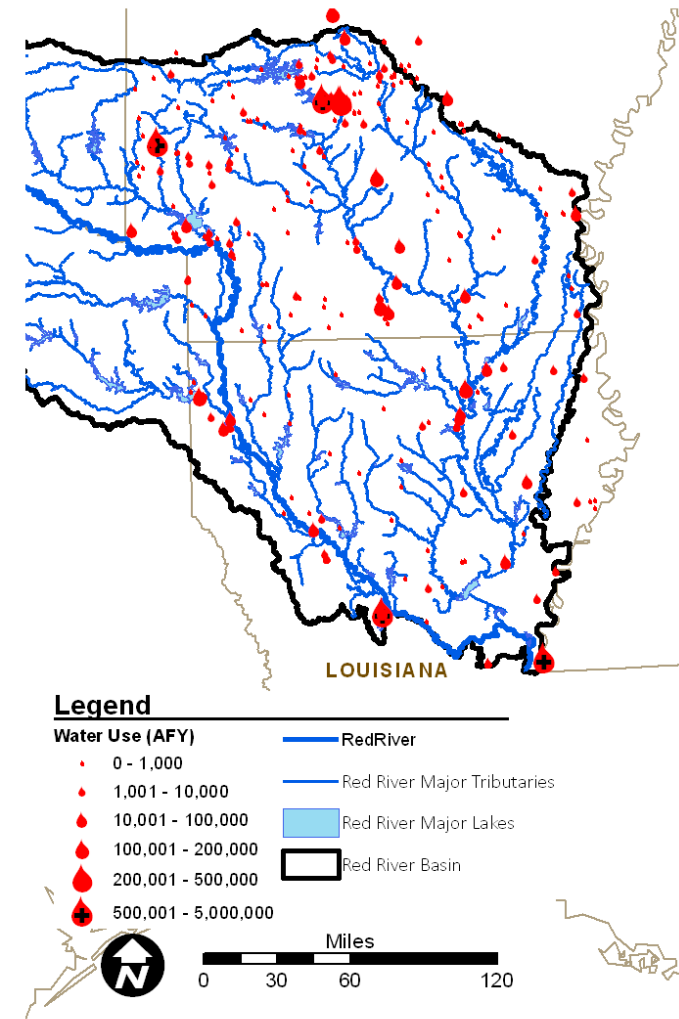 LOUISIANA
Legend
Water Use (AFY)
0 - 1,000
1,001 - 10,000
10,001 - 100,000
100,001 - 200,000
200,001 - 500,000
500,001 - 5,000,000
RedRiver
Red River Major Tributaries
Red River Major Lakes
Red River Basin
N
Miles
0 30 60 120